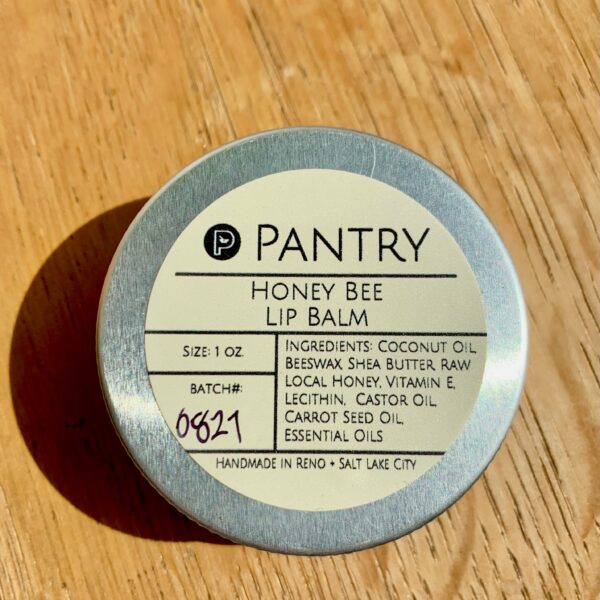 P PANTRY
HONEY BEE
LIP BALM
SIZE: 1 OZ.
BATCH#:
0821
INGREDIENTS: COCONUT OIL,
BEESWAX, SHEA BUTTER RAW
LOCAL HONEY, VITAMIN E,
LECITHIN, CASTOR OIL,
CARROT SEED OIL,
ESSENTIAL OILS
HANDMADE IN RENO + SALT LAKE CITY